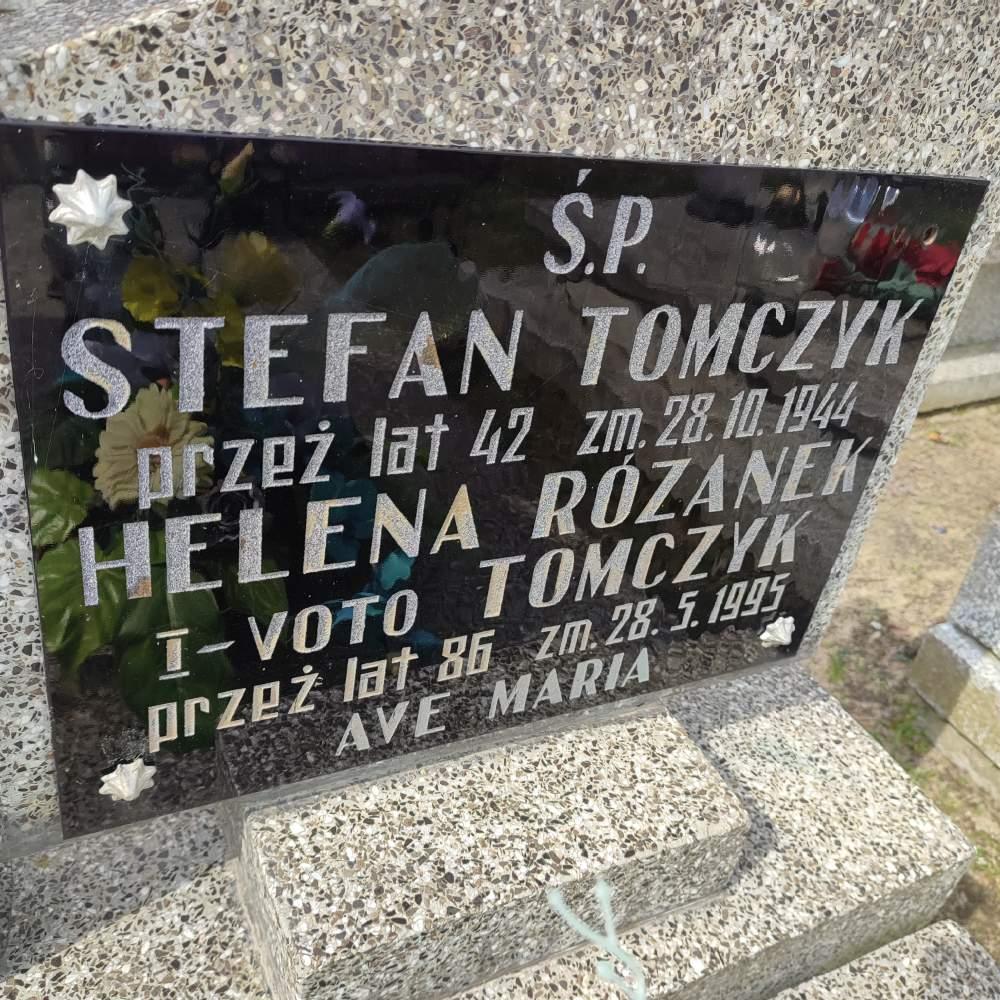 Ś.P.
STEFAN TOMCZYK
przeż lat 42 zm. 28. 10. 1944
HELENA RÓZANEK
I-VOTO TOMCZYK
przeż lat 86 zm. 28. 5. 1995
AVE MARIA